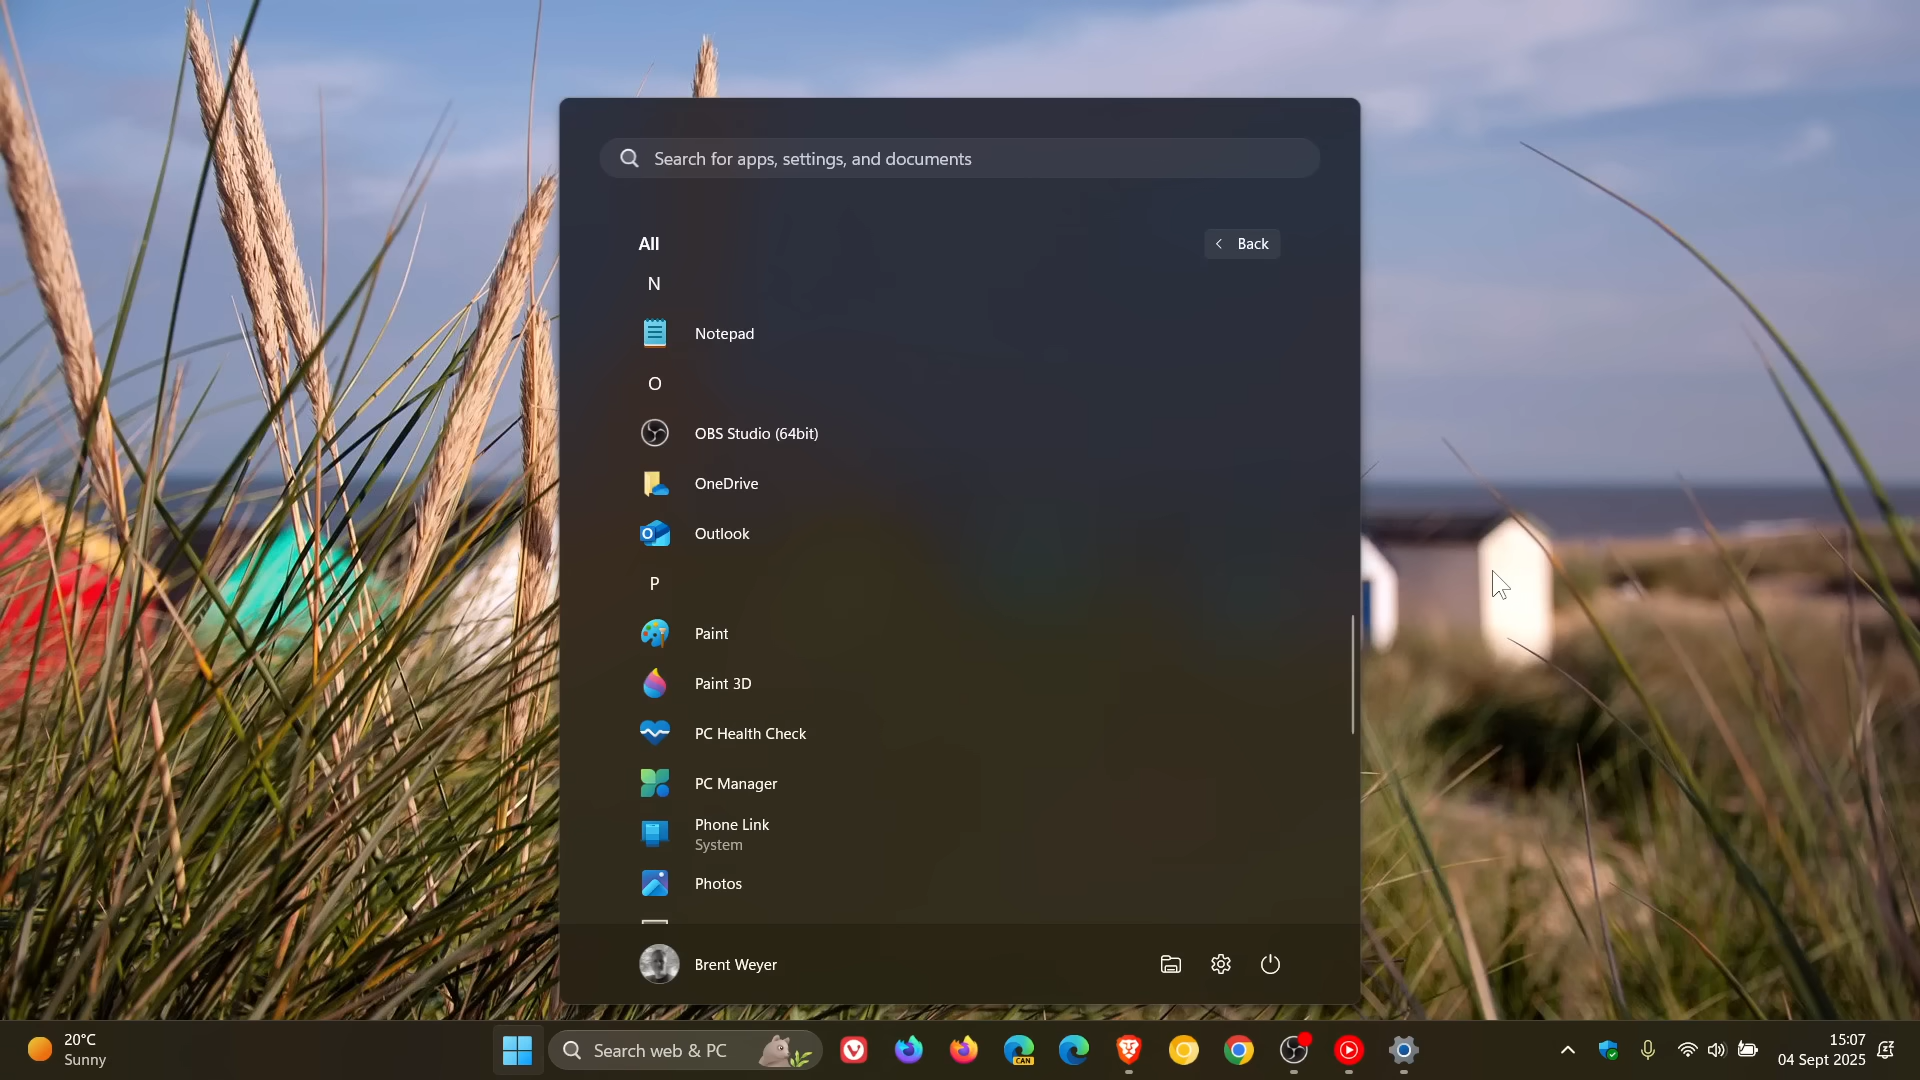 Search for apps, settings, and documents
All
Back
N
Notepad
O
OBS Studio (64bit)
OneDrive
Outlook
P
Paint
Paint 3D
PC Health Check
PC Manager
Phone Link
System
Photos
Brent Weyer
20°C
Sunny
Search web & PC
CAN
15:07
04 Sept 2025